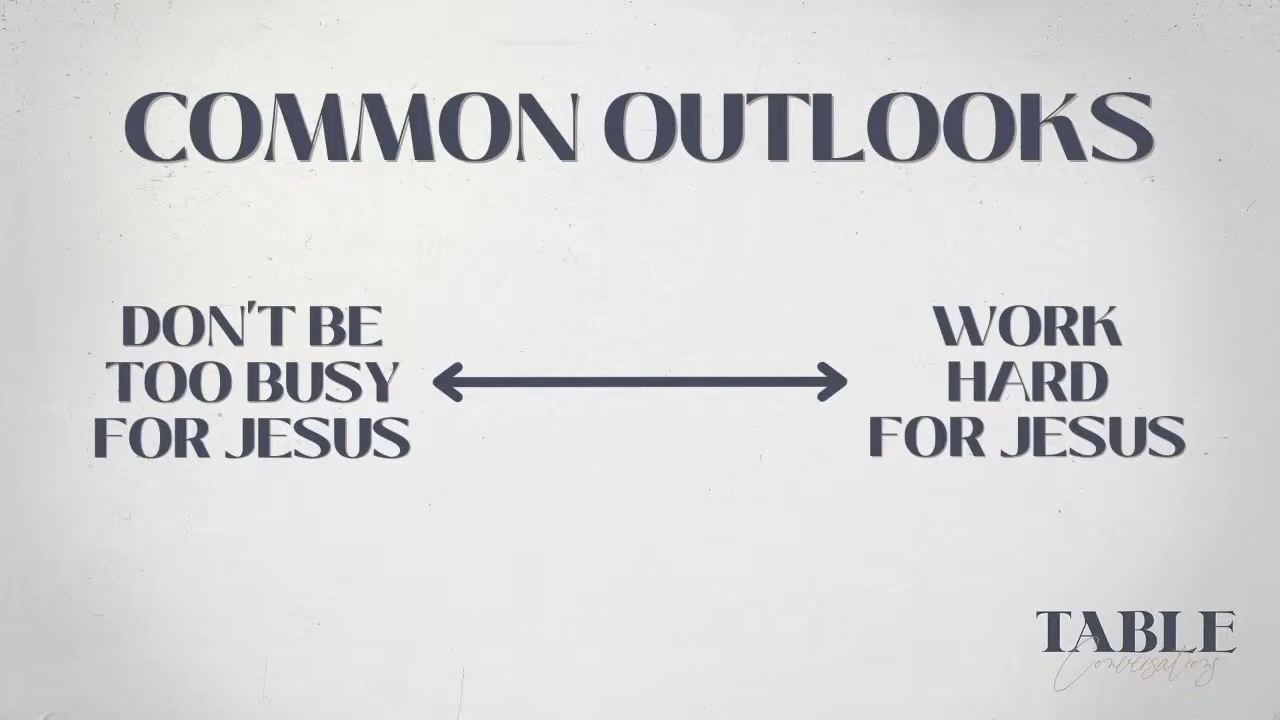 COMMON OUTLOOKS
DON'T BE
TOO BUSY
FOR JESUS
WORK
HARD
FOR JESUS
TABLE
Conversations